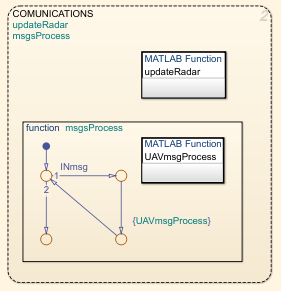 COMUNICATIONS
2
updateRadar
msgsProcess
MATLAB Function
updateRadar
function msgsProcess
MATLAB Function
UAVmsgProcess
INmsg
1
2
{UAVmsgProcess}